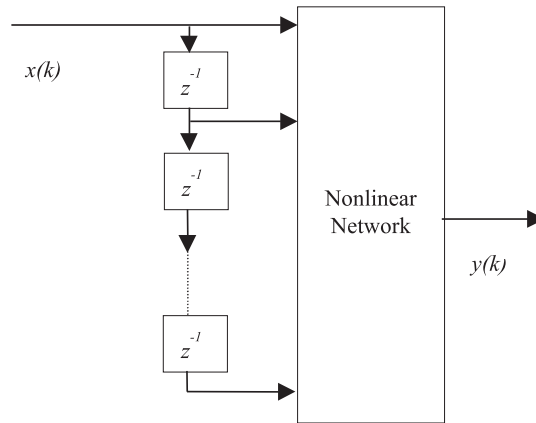 x(k)
z⁻¹
z⁻¹
Nonlinear
Network
y(k)
z⁻¹